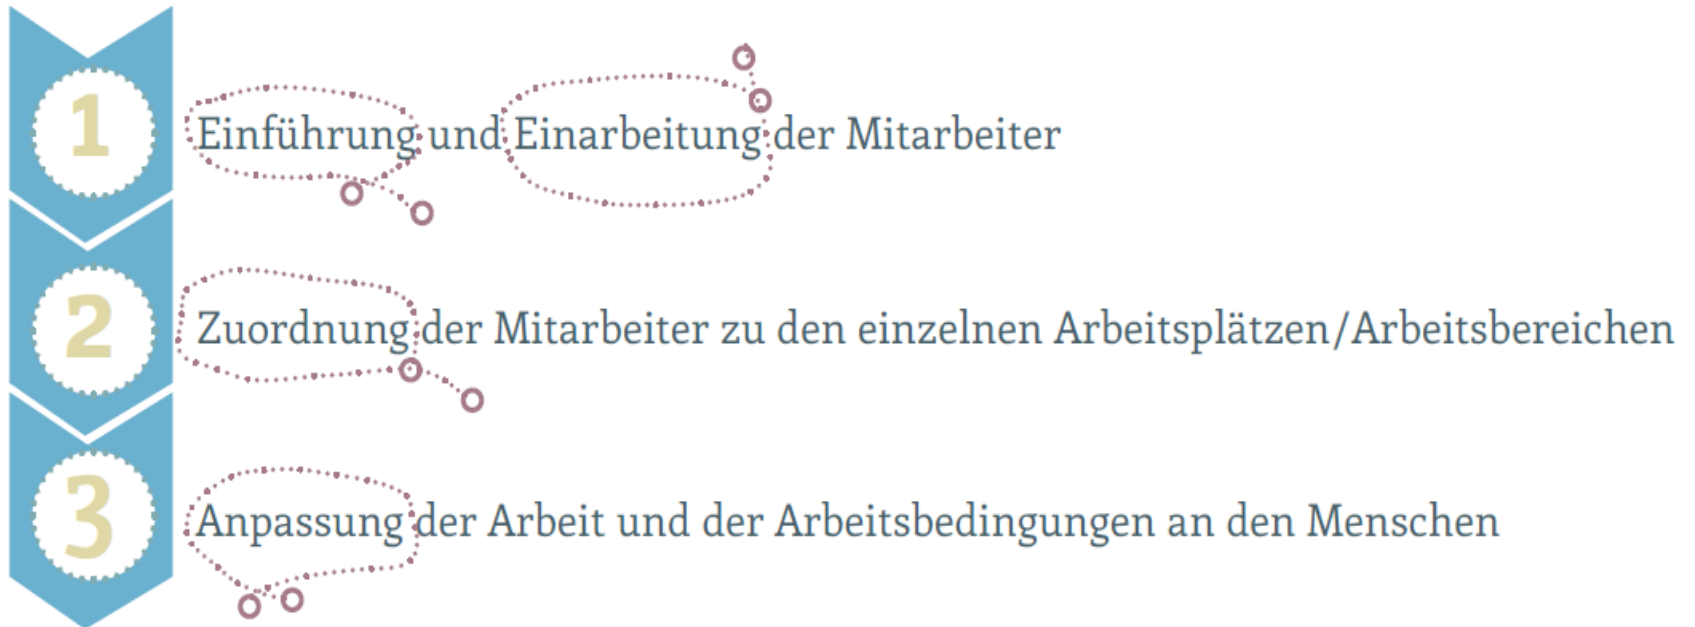 1 Einführung und Einarbeitung der Mitarbeiter
2 Zuordnung der Mitarbeiter zu den einzelnen Arbeitsplätzen/Arbeitsbereichen
3 Anpassung der Arbeit und der Arbeitsbedingungen an den Menschen